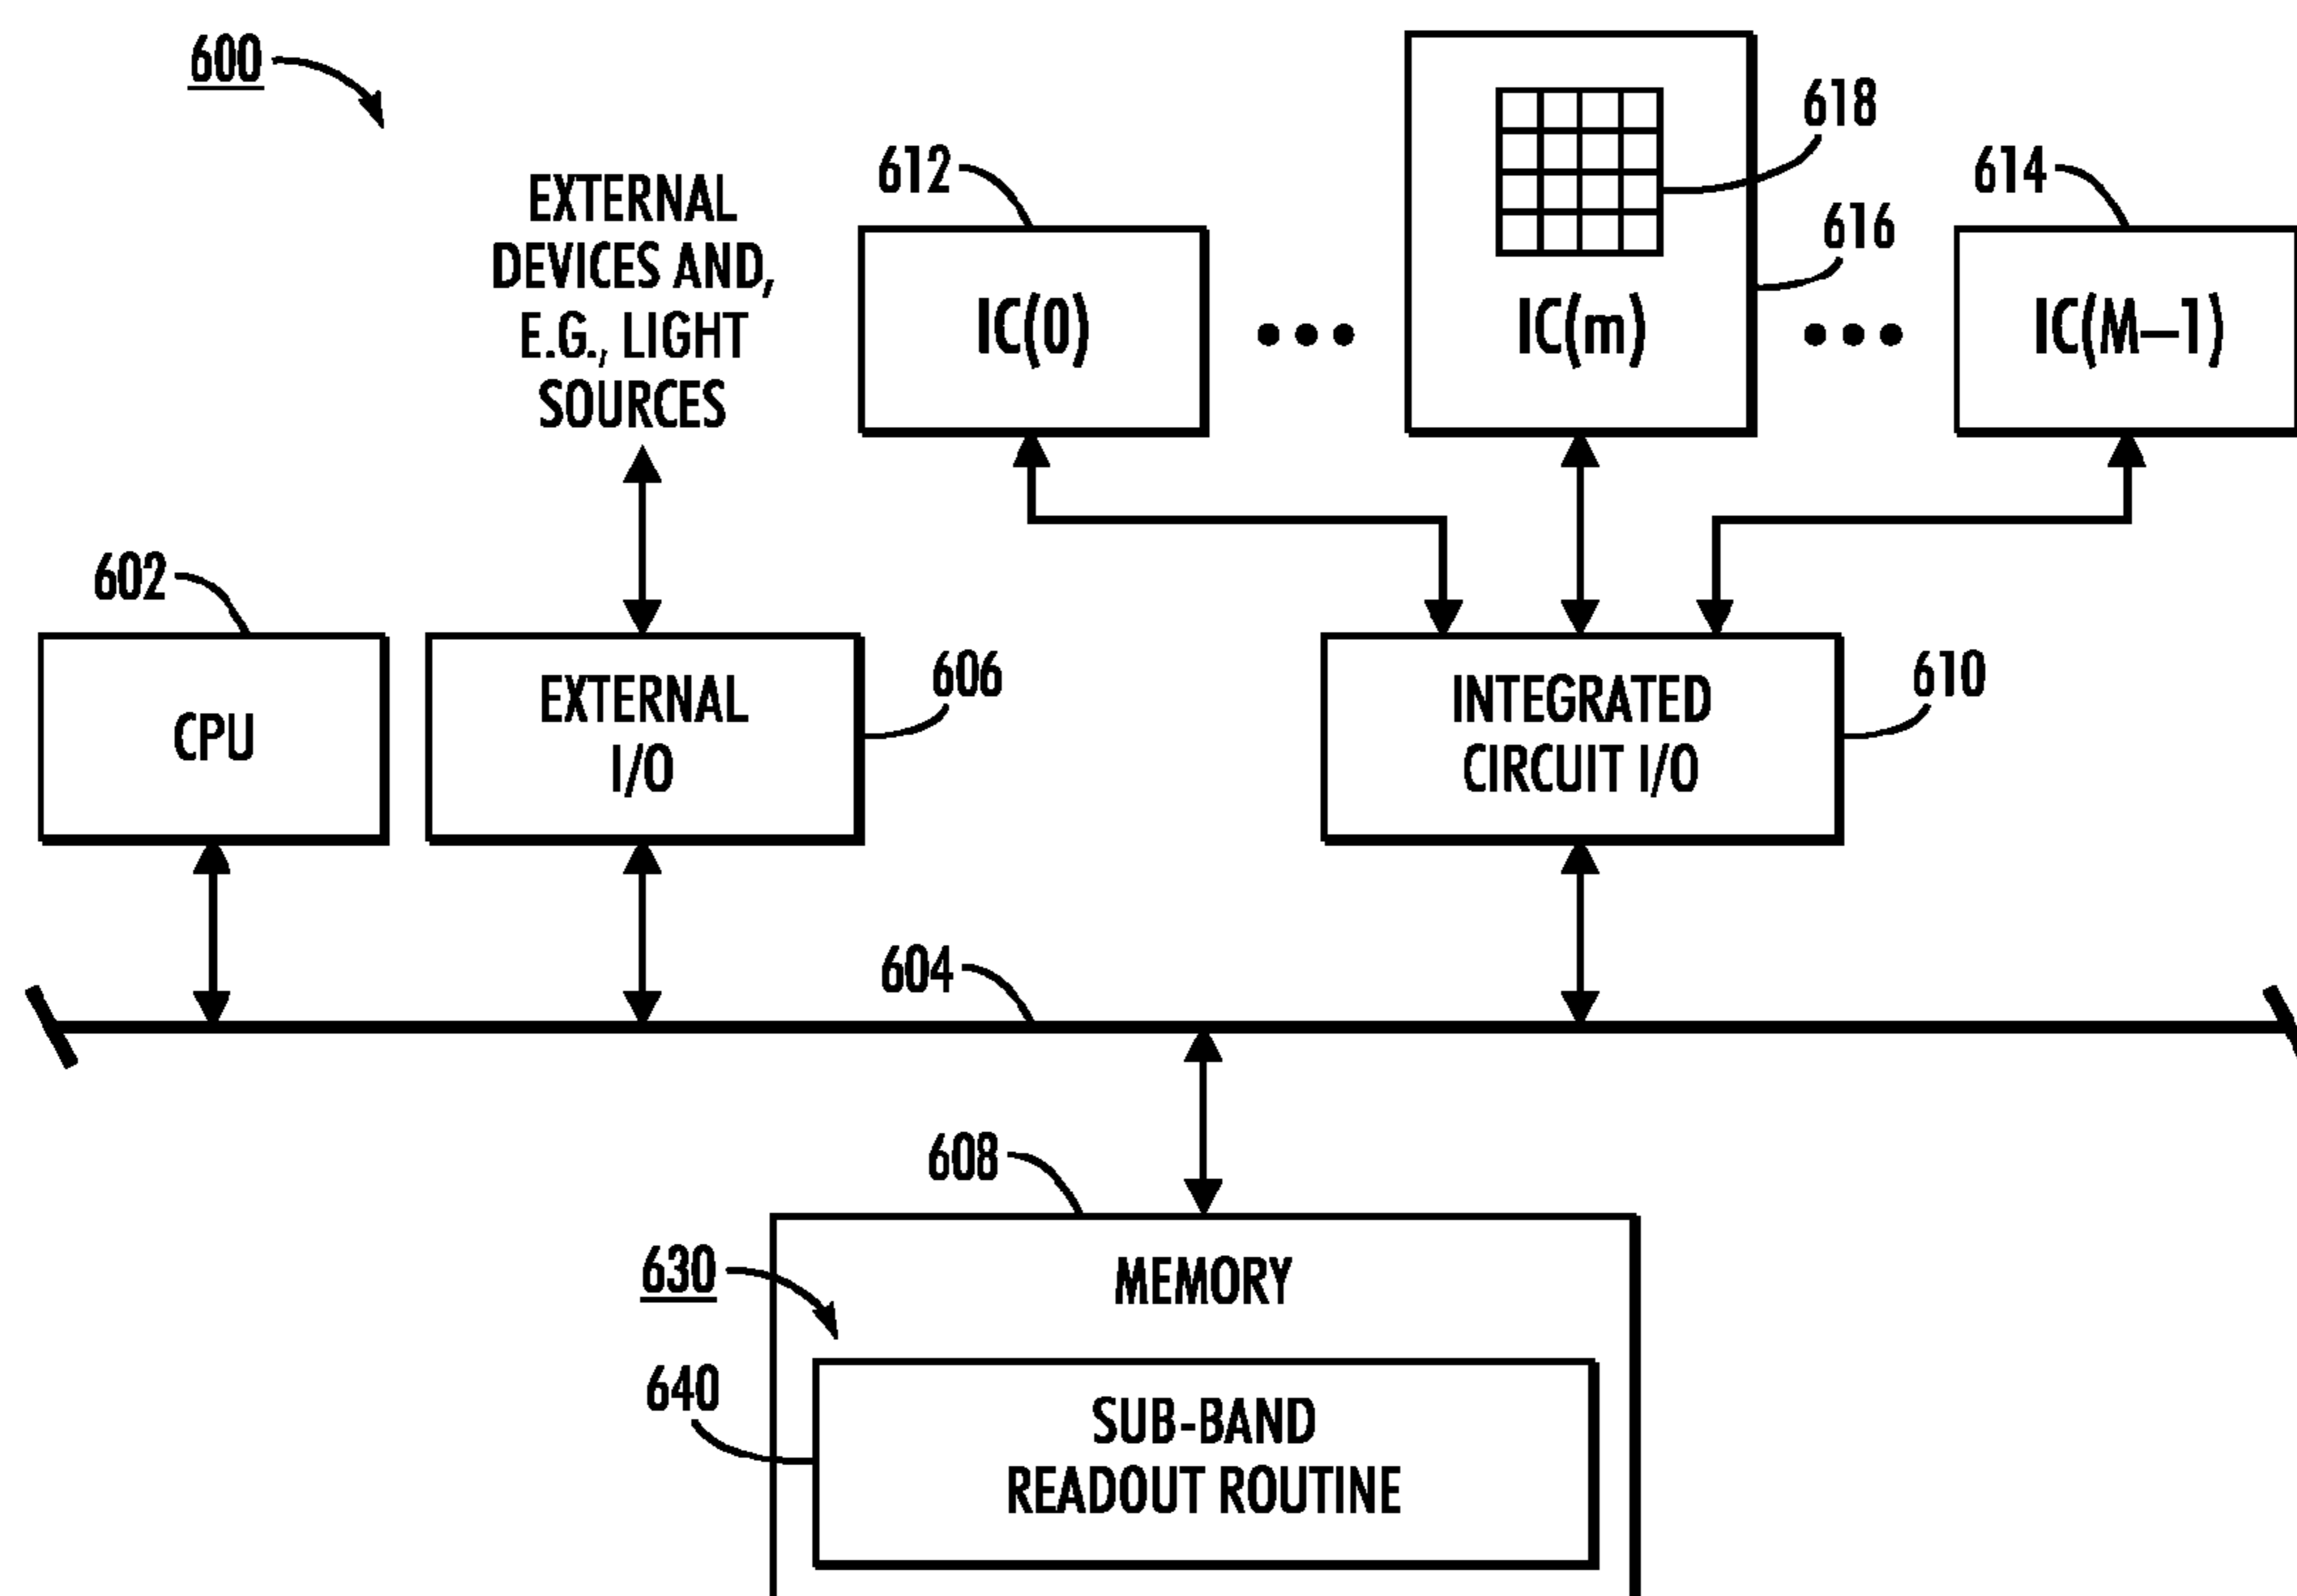 600
618
612
614
EXTERNAL
DEVICES AND,
E.G., LIGHT
SOURCES
616
IC(0)
IC(m)
IC(M–1)
602
606
610
CPU
EXTERNAL
I/O
INTEGRATED
CIRCUIT I/O
604
608
630
MEMORY
640
SUB-BAND
READOUT ROUTINE